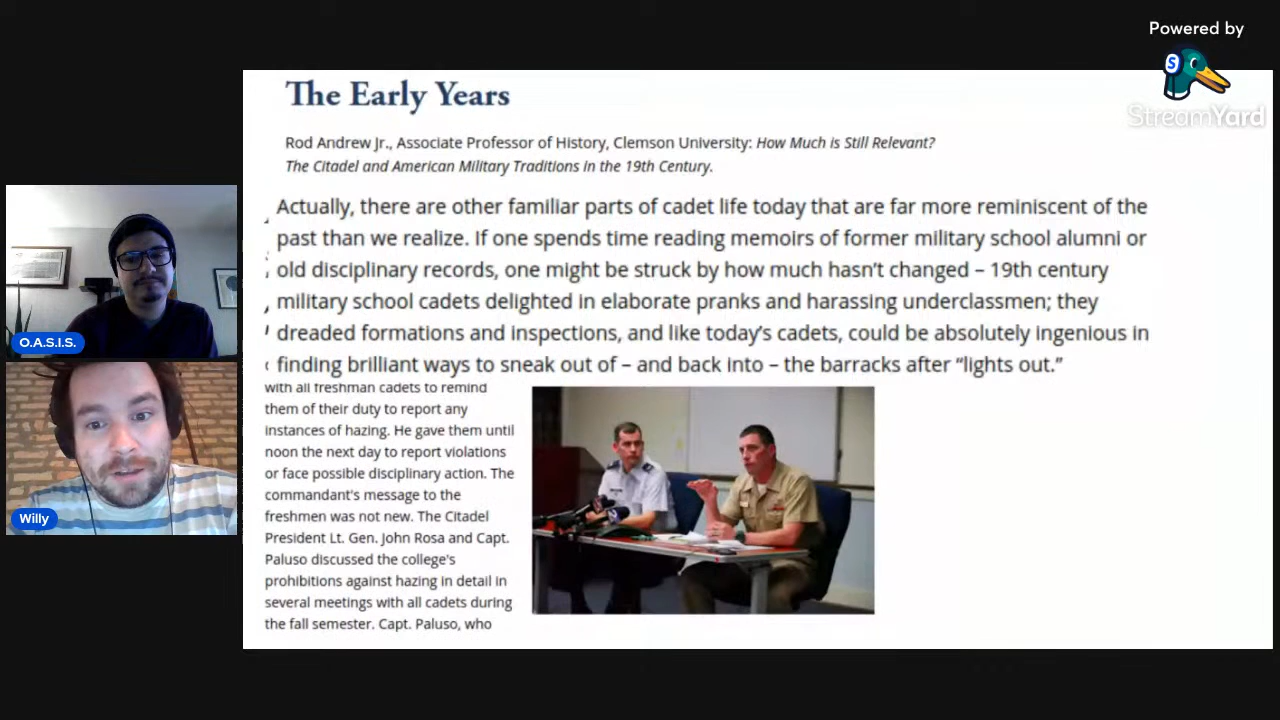 Powered by
StreamYard
The Early Years
Rod Andrew Jr., Associate Professor of History, Clemson University: How Much is Still Relevant?
The Citadel and American Military Traditions in the 19th Century.
Actually, there are other familiar parts of cadet life today that are far more reminiscent of the
past than we realize. If one spends time reading memoirs of former military school alumni or
old disciplinary records, one might be struck by how much hasn't changed – 19th century
military school cadets delighted in elaborate pranks and harassing underclassmen; they
dreaded formations and inspections, and like today's cadets, could be absolutely ingenious in
finding brilliant ways to sneak out of – and back into – the barracks after “lights out.”
with all freshman cadets to remind
them of their duty to report any
instances of hazing. He gave them until
noon the next day to report violations
or face possible disciplinary action. The
commandant's message to the
freshmen was not new. The Citadel
President Lt. Gen. John Rosa and Capt.
Paluso discussed the college's
prohibitions against hazing in detail in
several meetings with all cadets during
the fall semester. Capt. Paluso, who
O.A.S.I.S.
Willy